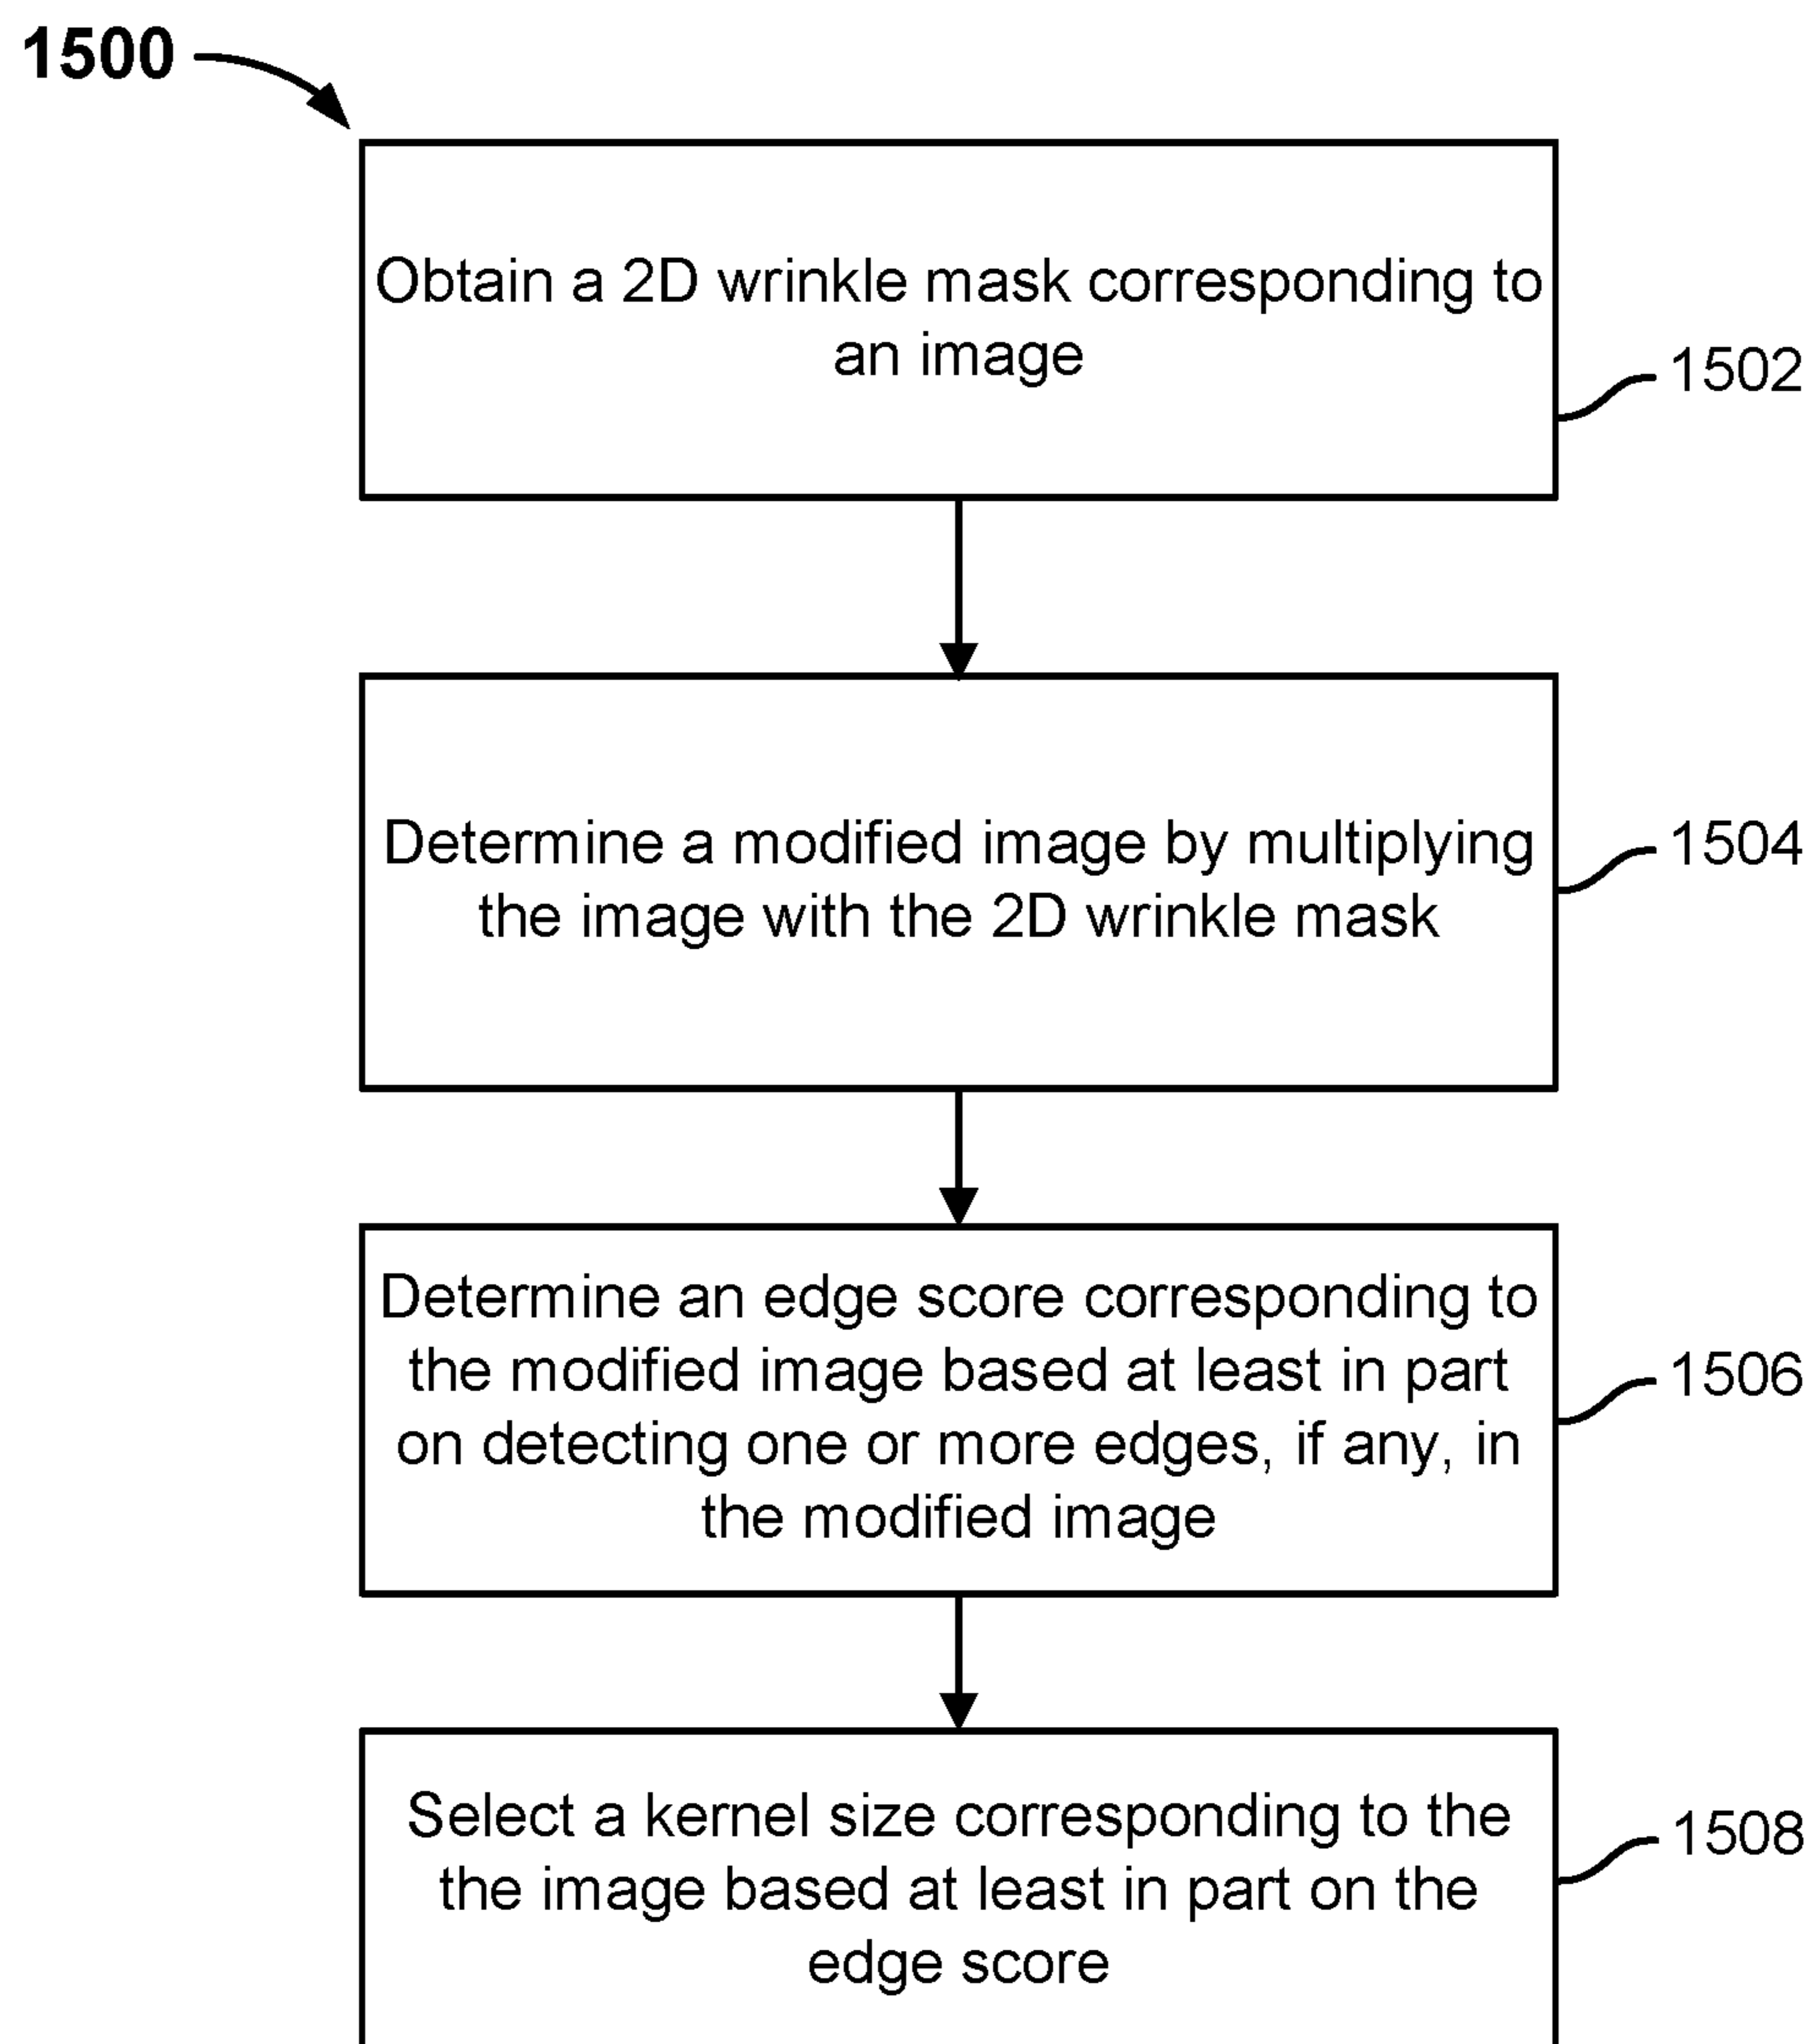 1500
Obtain a 2D wrinkle mask corresponding to
an image
1502
Determine a modified image by multiplying
the image with the 2D wrinkle mask
1504
Determine an edge score corresponding to
the modified image based at least in part
on detecting one or more edges, if any, in
the modified image
1506
Select a kernel size corresponding to the
the image based at least in part on the
edge score
1508